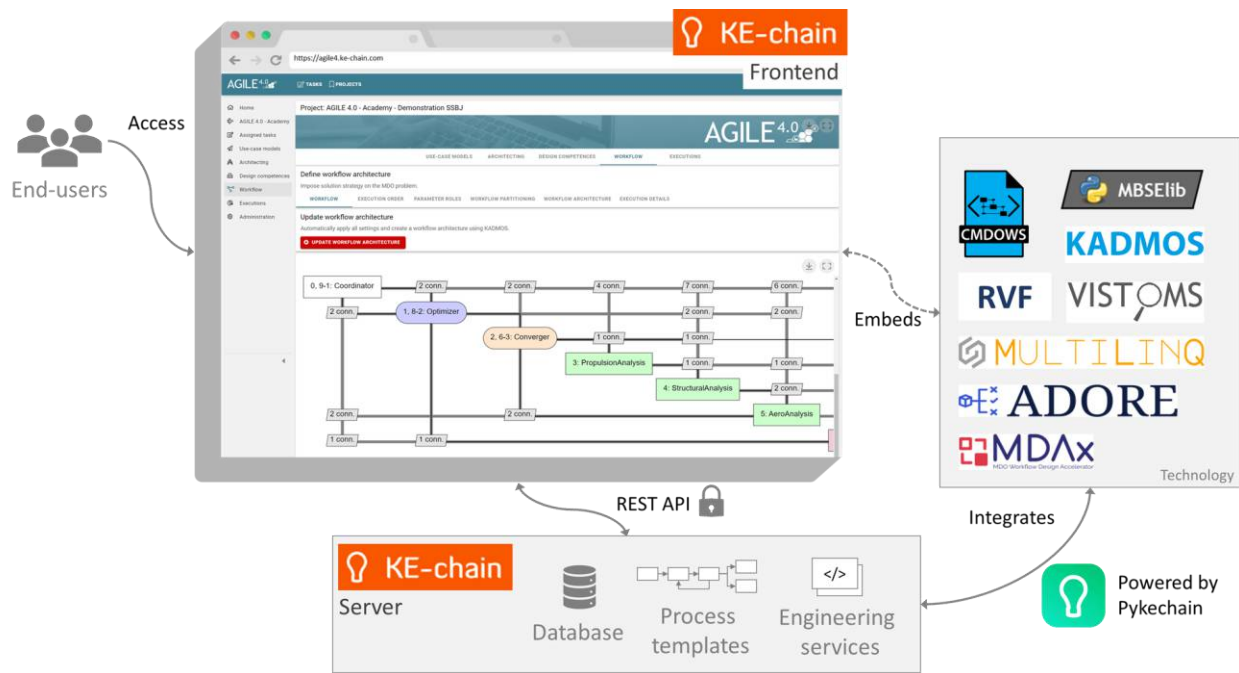 KE-chain
Frontend
https://agile4.ke-chain.com
AGILE 4.0
TASKS PROJECTS
Home
AGILE 4.0 - Academy
Assigned tasks
Use-case models
Architecting
Design competences
Workflow
Executions
Administration
Project: AGILE 4.0 - Academy - Demonstration SSBJ
AGILE 4.0
USE-CASE MODELS ARCHITECTING DESIGN COMPETENCES WORKFLOW EXECUTIONS
Define workflow architecture
Impose solution strategy on the MDO problem.
WORKFLOW EXECUTION ORDER PARAMETER ROLES WORKFLOW PARTITIONING WORKFLOW ARCHITECTURE EXECUTION DETAILS
Update workflow architecture
Automatically apply all settings and create a workflow architecture using KADMOS.
UPDATE WORKFLOW ARCHITECTURE
0, 9-1: Coordinator 2 conn. 2 conn. 4 conn. 7 conn. 6 conn.
2 conn. 1, 8-2: Optimizer 2 conn. 2 conn.
2, 6-3: Converger 1 conn. 1 conn.
3: PropulsionAnalysis 1 conn. 1 conn.
4: StructuralAnalysis 2 conn.
2 conn. 2 conn. 5: AeroAnalysis
1 conn. 1 conn.
End-users
Access
Embeds
CMDOWS
MBSElib
KADMOS
RVF
VISTOMS
MULTILINQ
ADORE
MDAx
MDO Workflow Design Accelerator
Technology
REST API
Integrates
KE-chain
Server
Database
Process
templates
</>
Engineering
services
Powered by
Pykechain